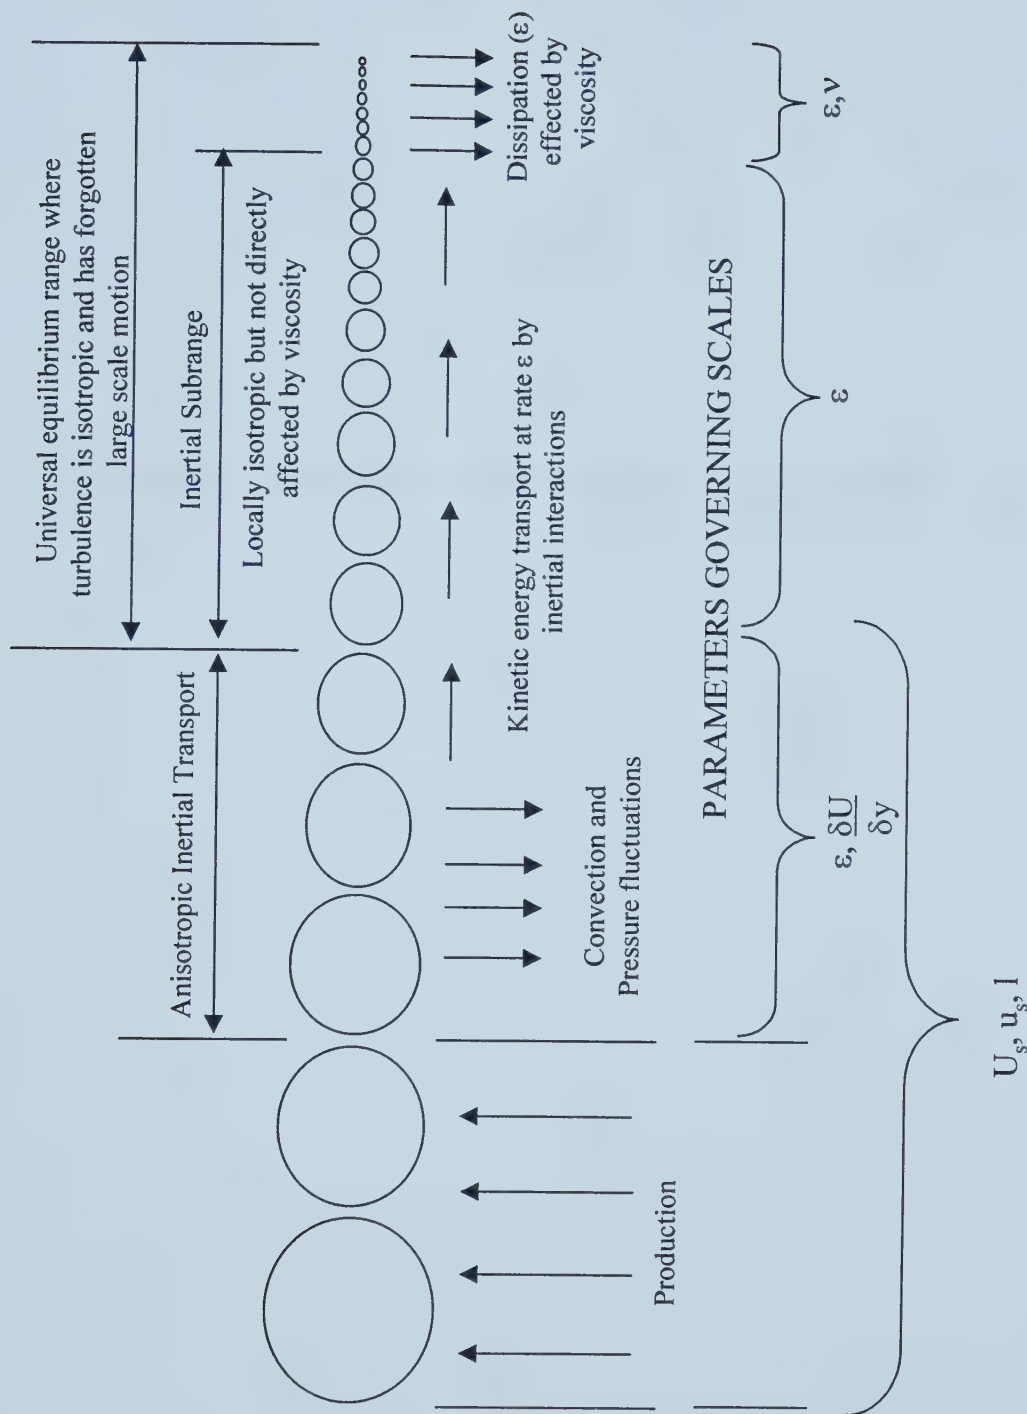 Universal equilibrium range where
turbulence is isotropic and has forgotten
large scale motion
Anisotropic Inertial Transport
Inertial Subrange
Locally isotropic but not directly
affected by viscosity
Production
Convection and
Pressure fluctuations
Kinetic energy transport at rate ε by
inertial interactions
Dissipation (ε)
effected by
viscosity
PARAMETERS GOVERNING SCALES
ε, δU
δy
ε
ε,ν
Uₛ, uₛ, l